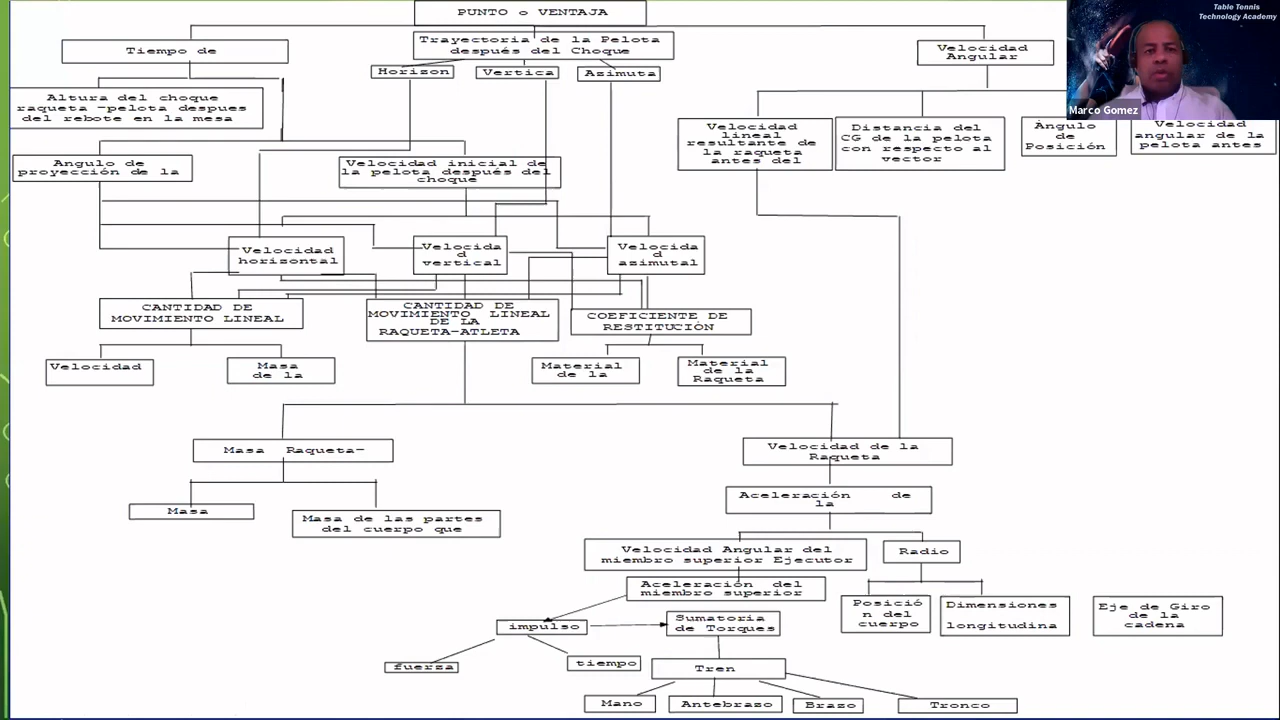 PUNTO o VENTAJA
Table Tennis
Technology Academy
Tiempo de
Trayectoria de la Pelota
después del Choque
Velocidad
Angular
Horizon
Vertica
Azimuta
Marco Gomez
Altura del choque
raqueta -pelota despues
del rebote en la mesa
Velocidad
lineal
resultante de
la raqueta
antes del
Distancia del
CG de la pelota
con respecto al
vector
Ángulo
de
Posición
Velocidad
angular de la
pelota antes
Angulo de
proyección de la
Velocidad inicial de
la pelota después del
choque
Velocidad
horizontal
Velocida
d
vertical
Velocida
d
azimutal
CANTIDAD DE
MOVIMIENTO LINEAL
CANTIDAD DE
MOVIMIENTO LINEAL
DE LA
RAQUETA-ATLETA
COEFICIENTE DE
RESTITUCIÓN
Velocidad
Masa
de la
Material
de la
Material
de la
Raqueta
Masa Raqueta-
Velocidad de la
Raqueta
Masa
Masa de las partes
del cuerpo que
Aceleración de
la
Velocidad Angular del
miembro superior Ejecutor
Radio
Aceleración del
miembro superior
Posició
n del
cuerpo
Dimensiones
longitudina
Eje de Giro
de la
cadena
impulso
Sumatoria
de Torques
fuerza
tiempo
Tren
Mano
Antebrazo
Brazo
Tronco